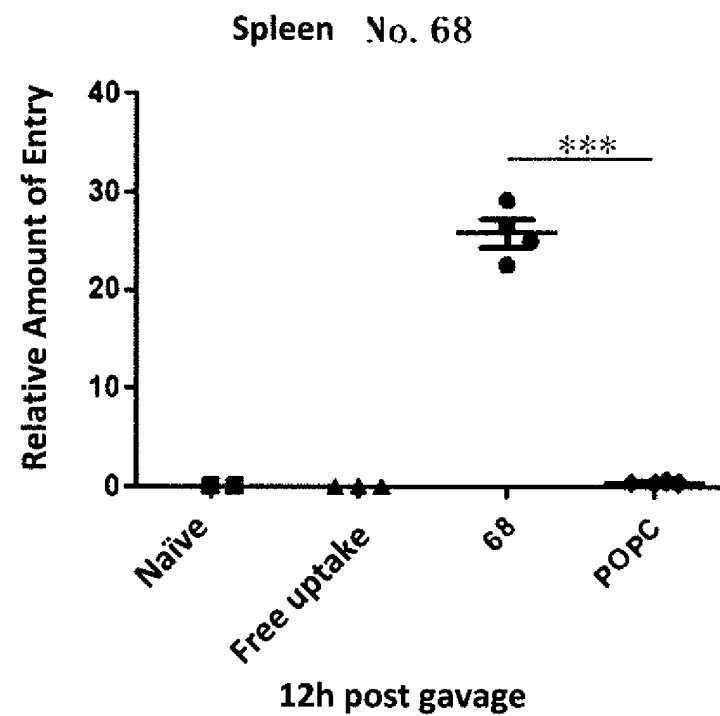 Spleen No. 68
Relative Amount of Entry
40
30
20
10
0
***
Naïve
Free uptake
68
POPC
12h post gavage